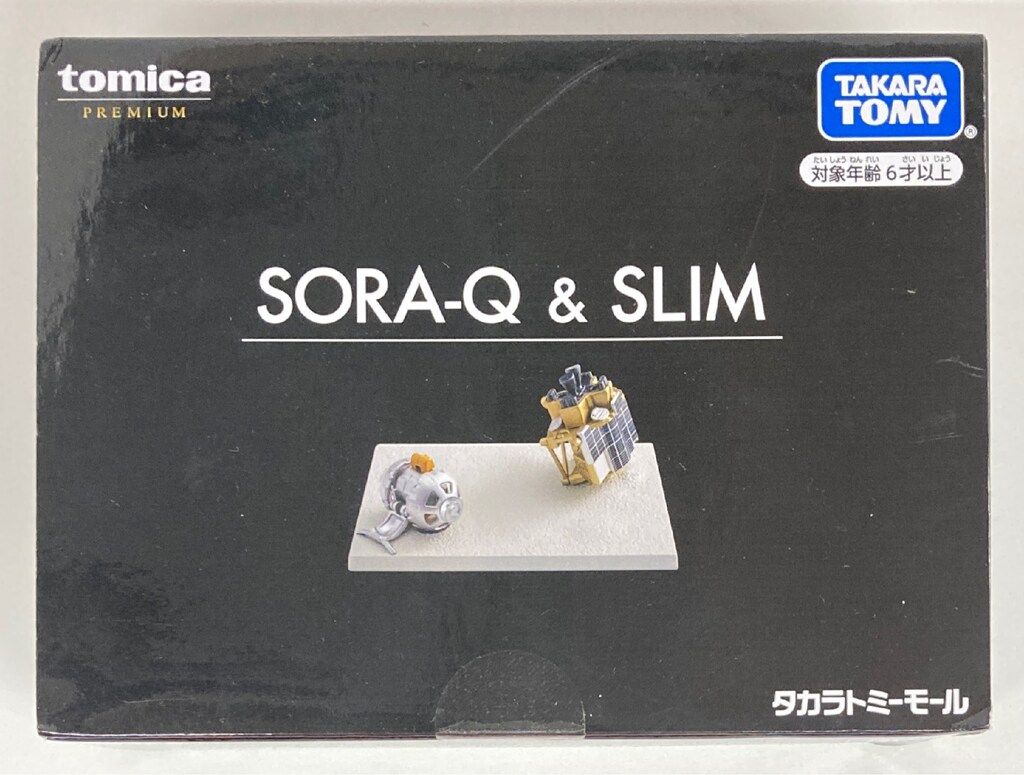 tomica
PREMIUM
TAKARA
TOMY
®
たいしょうねんれい さいいじょう
対象年齢 6才以上
SORA-Q & SLIM
タカラトミーモール